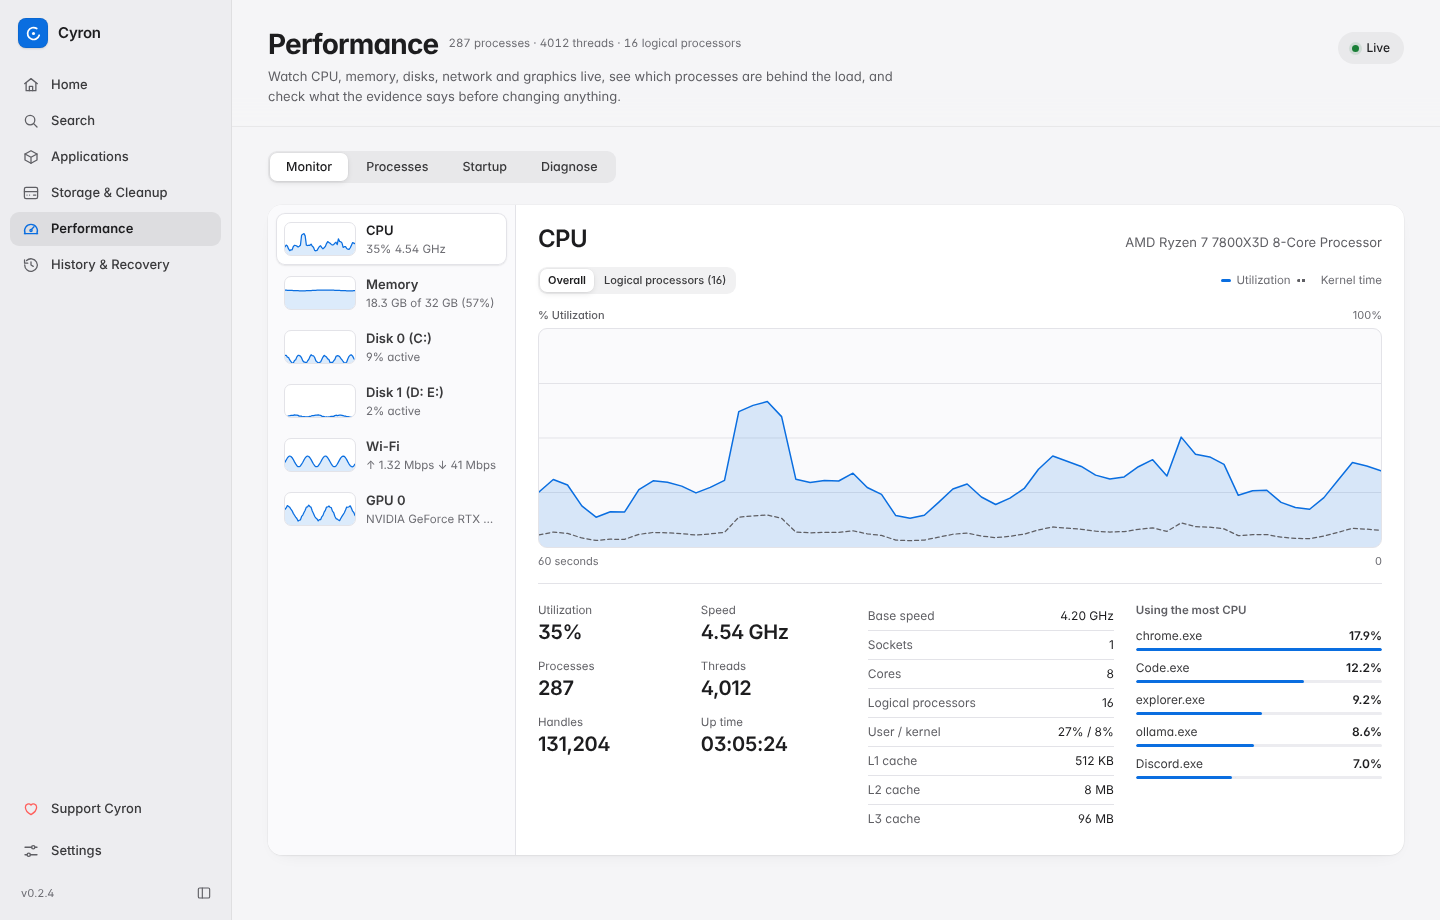 Cyron
Home
Search
Applications
Storage & Cleanup
Performance
History & Recovery
Support Cyron
Settings
v0.2.4
Performance 287 processes · 4012 threads · 16 logical processors
Watch CPU, memory, disks, network and graphics live, see which processes are behind the load, and
check what the evidence says before changing anything.
Live
Monitor Processes Startup Diagnose
CPU
35% 4.54 GHz
Memory
18.3 GB of 32 GB (57%)
Disk 0 (C:)
9% active
Disk 1 (D: E:)
2% active
Wi-Fi
↑ 1.32 Mbps ↓ 41 Mbps
GPU 0
NVIDIA GeForce RTX ...
CPU
AMD Ryzen 7 7800X3D 8-Core Processor
Overall Logical processors (16)
Utilization Kernel time
% Utilization 100%
60 seconds 0
Utilization
35%
Speed
4.54 GHz
Processes
287
Threads
4,012
Handles
131,204
Up time
03:05:24
Base speed 4.20 GHz
Sockets 1
Cores 8
Logical processors 16
User / kernel 27% / 8%
L1 cache 512 KB
L2 cache 8 MB
L3 cache 96 MB
Using the most CPU
chrome.exe 17.9%
Code.exe 12.2%
explorer.exe 9.2%
ollama.exe 8.6%
Discord.exe 7.0%